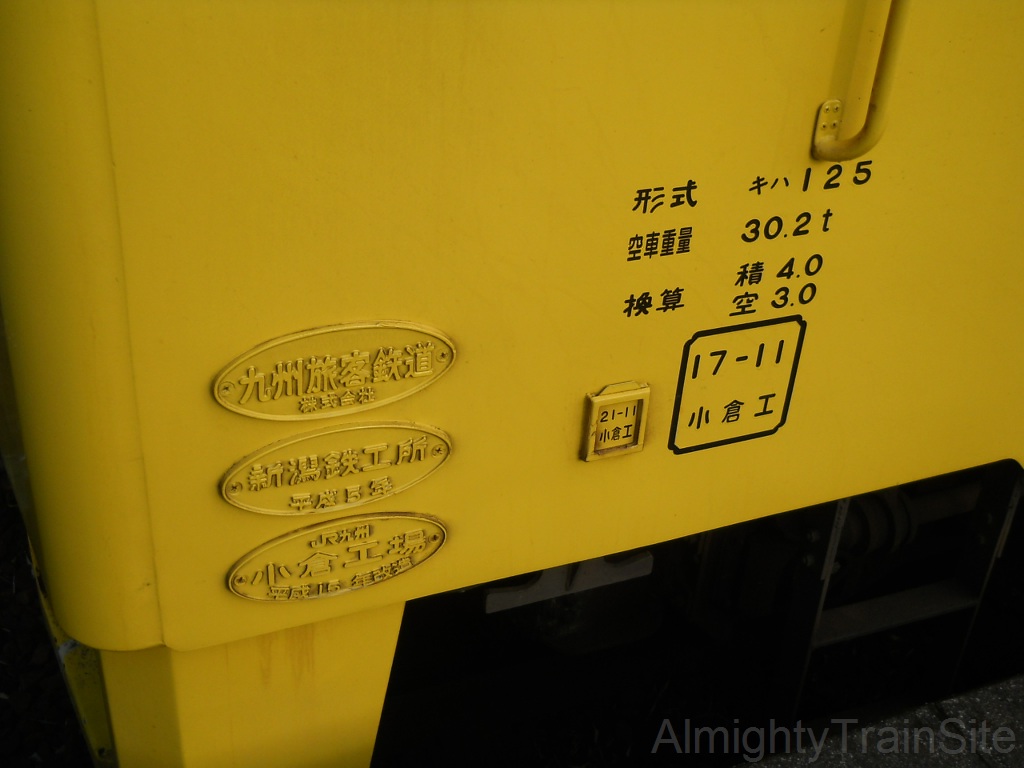 形式 キハ125
空車重量 30.2t
換算 積 4.0
空 3.0
17-11
小倉工
21-11
小倉工
九州旅客鉄道
株式会社
新潟鉄工所
平成5年
JR九州
小倉工場
平成15年改造
AlmightyTrainSite